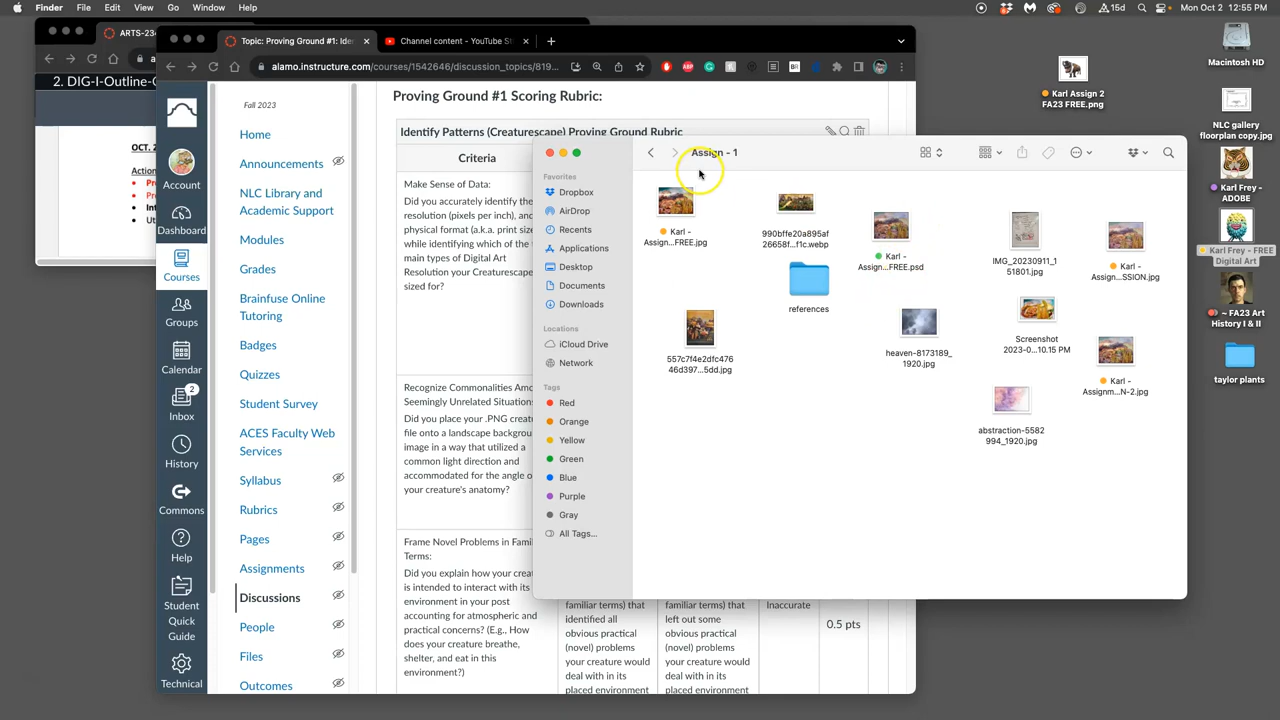 Finder File Edit View Go Window Help
15d
Mon Oct 2 12:55 PM
ARTS-234
2. DIG-I-Outline-
OCT. 2
Action
Topic: Proving Ground #1: Ide
Channel content - YouTube St
alamo.instructure.com/courses/1542646/discussion_topics/819...
Account
Dashboard
Courses
Groups
Calendar
2
Inbox
History
Commons
Help
Student
Quick
Guide
Technical
Fall 2023
Home
Announcements
NLC Library and
Academic Support
Modules
Grades
Brainfuse Online
Tutoring
Badges
Quizzes
Student Survey
ACES Faculty Web
Services
Syllabus
Rubrics
Pages
Assignments
Discussions
People
Files
Outcomes
Proving Ground #1 Scoring Rubric:
Identify Patterns (Creaturescape) Proving Ground Rubric
Criteria
Make Sense of Data:
Did you accurately identify the
resolution (pixels per inch), and
physical format (a.k.a. print size
while identifying which of the
main types of Digital Art
Resolution your Creaturescape
sized for?
Recognize Commonalities Amo
Seemingly Unrelated Situations
Did you place your .PNG creatu
file onto a landscape backgroun
image in a way that utilized a
common light direction and
accommodated for the angle o
your creature's anatomy?
Frame Novel Problems in Famil
Terms:
Did you explain how your creat
is intended to interact with its
environment in your post
accounting for atmospheric and
practical concerns? (E.g., How
does your creature breathe,
shelter, and eat in this
environment?)
familiar terms) that
identified all
obvious practical
(novel) problems
your creature would
deal with in its
placed environment
familiar terms) that
left out some
obvious practical
(novel) problems
your creature would
deal with in its
placed environment
Inaccurate
0.5 pts
Assign - 1
Favorites
Dropbox
AirDrop
Recents
Applications
Desktop
Documents
Downloads
Locations
iCloud Drive
Network
Tags
Red
Orange
Yellow
Green
Blue
Purple
Gray
All Tags...
Karl -
Assign...FREE.jpg
990bffe20a895af
26658f...f1c.webp
Karl -
Assign...FREE.psd
IMG_20230911_1
51801.jpg
Karl -
Assign...SSION.jpg
references
557c7f4e2dfc476
46d397...5dd.jpg
heaven-8173189_
1920.jpg
Screenshot
2023-0...10.15 PM
Karl -
Assignm...N-2.jpg
abstraction-5582
994_1920.jpg
Karl Assign 2
FA23 FREE.png
Macintosh HD
NLC gallery
floorplan copy.jpg
Karl Frey -
ADOBE
Karl Frey - FREE
Digital Art
~ FA23 Art
History I & II
taylor plants